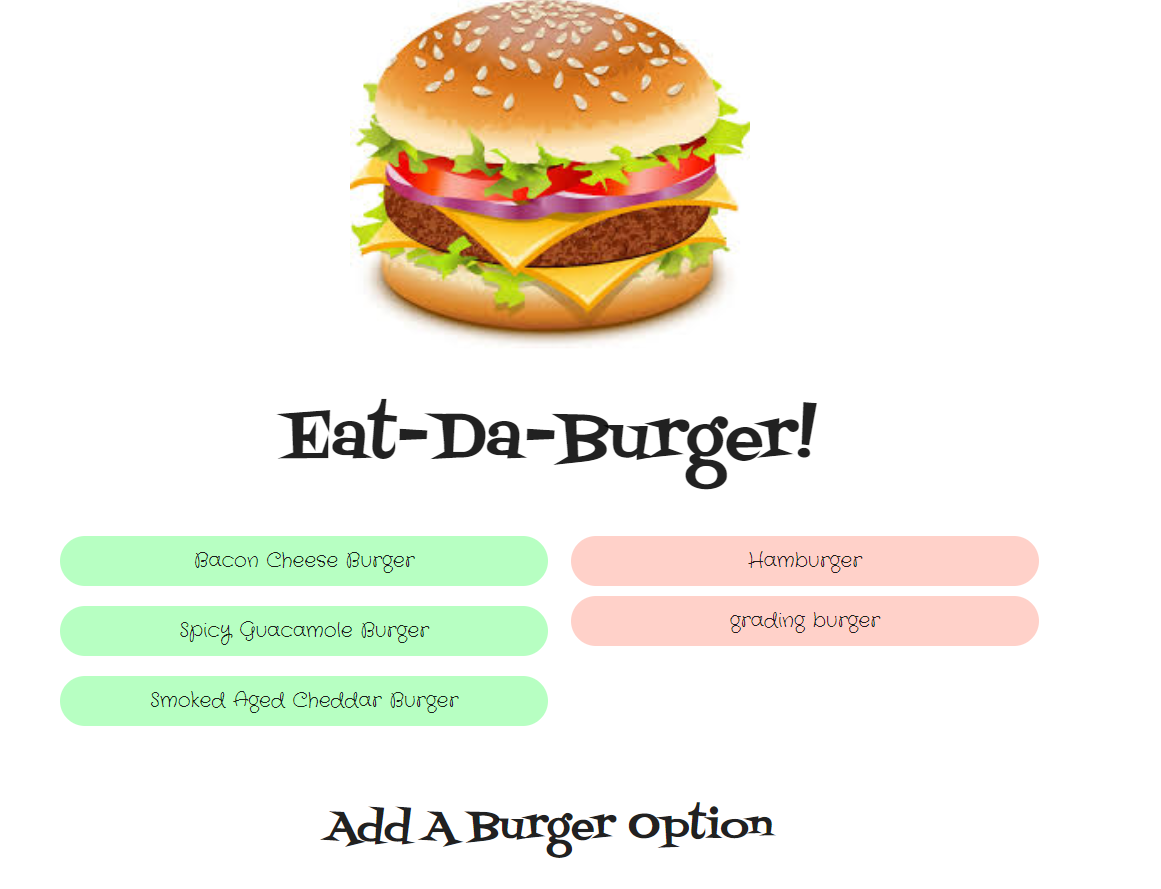 Eat-Da-Burger!
Bacon Cheese Burger
Spicy Guacamole Burger
Smoked Aged Cheddar Burger
Hamburger
grading burger
Add A Burger Option